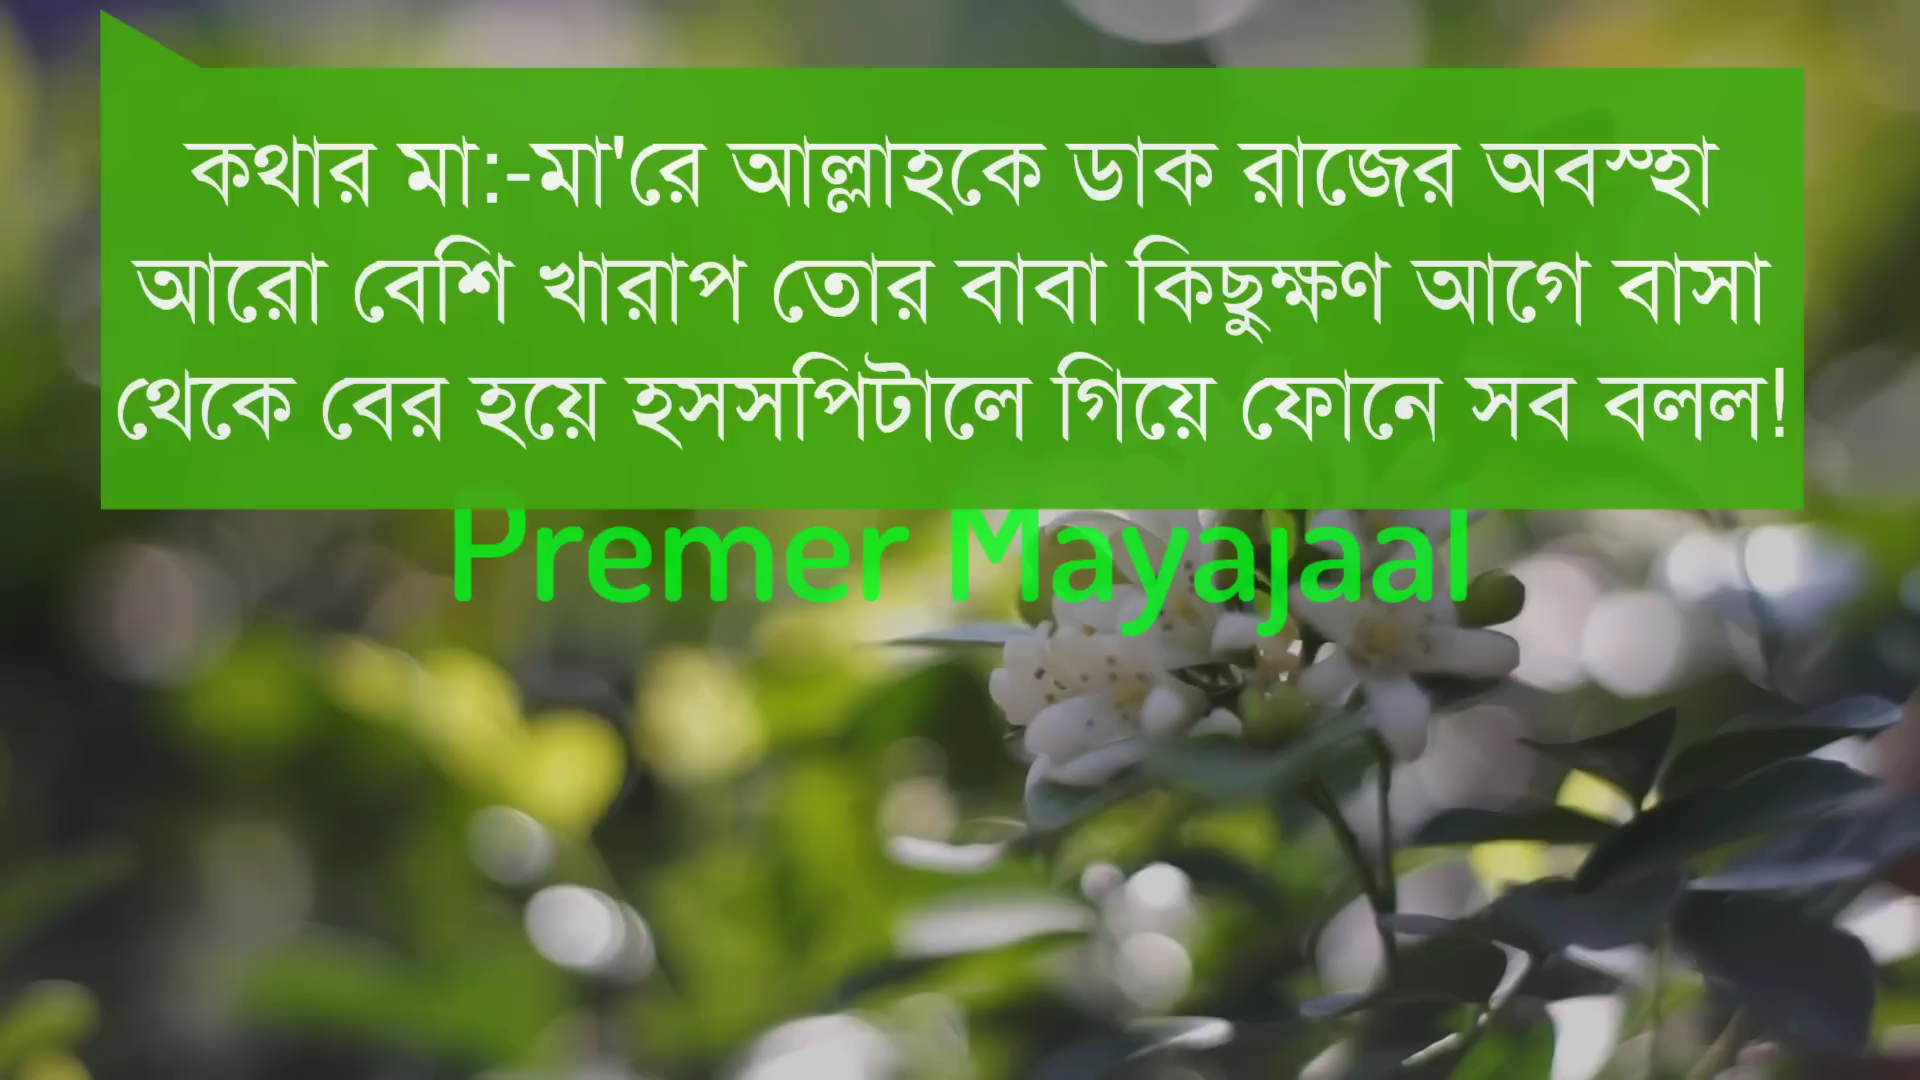 কথার মা:-মা'রে আল্লাহকে ডাক রাজের অবস্হা
আরো বেশি খারাপ তোর বাবা কিছুক্ষণ আগে বাসা
থেকে বের হয়ে হসসপিটালে গিয়ে ফোনে সব বলল!
Premer Mayajaal